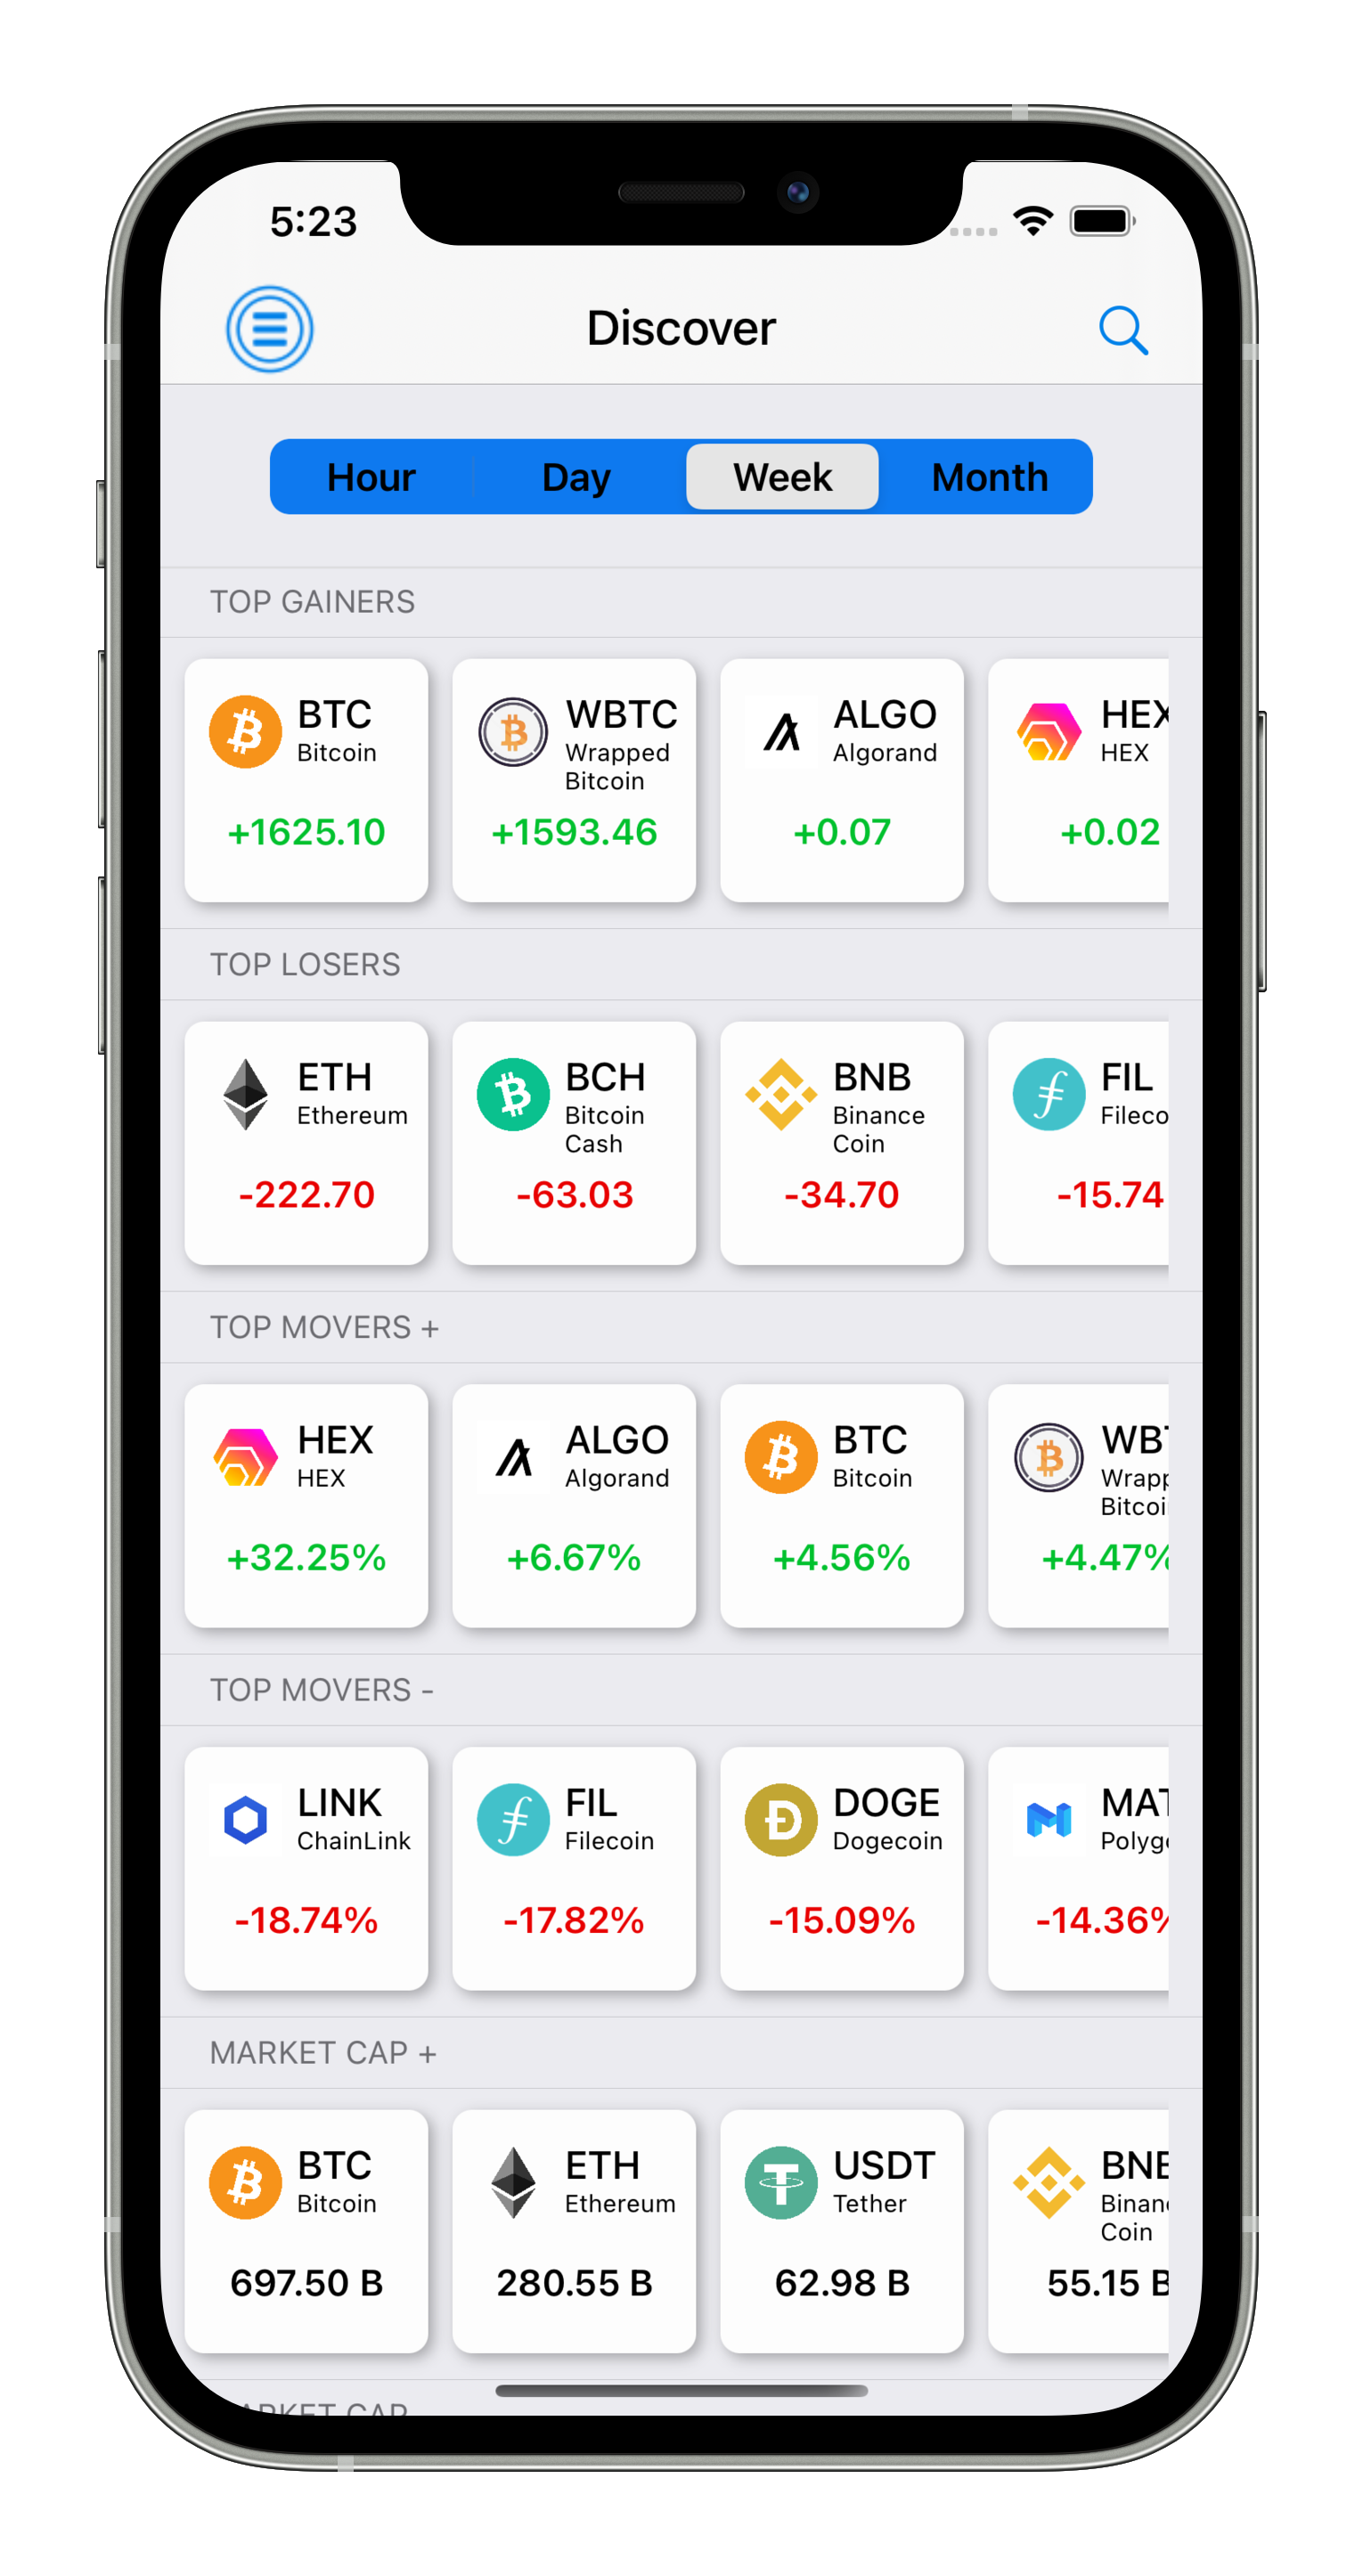 5:23
Discover
Hour Day Week Month
TOP GAINERS
BTC WBTC ALGO HEX
Bitcoin Wrapped Bitcoin Algorand HEX
+1625.10 +1593.46 +0.07 +0.02
TOP LOSERS
ETH BCH BNB FIL
Ethereum Bitcoin Cash Binance Coin Fileco
-222.70 -63.03 -34.70 -15.74
TOP MOVERS +
HEX ALGO BTC WB
HEX Algorand Bitcoin Wrapp Bitcoi
+32.25% +6.67% +4.56% +4.47%
TOP MOVERS -
LINK FIL DOGE MAT
ChainLink Filecoin Dogecoin Polyg
-18.74% -17.82% -15.09% -14.36%
MARKET CAP +
BTC ETH USDT BNB
Bitcoin Ethereum Tether Binan Coin
697.50 B 280.55 B 62.98 B 55.15 B
MARKET CAP